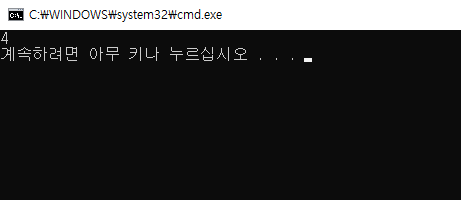 C:\WINDOWS\system32\cmd.exe
4
계속하려면 아무 키나 누르십시오 . . .